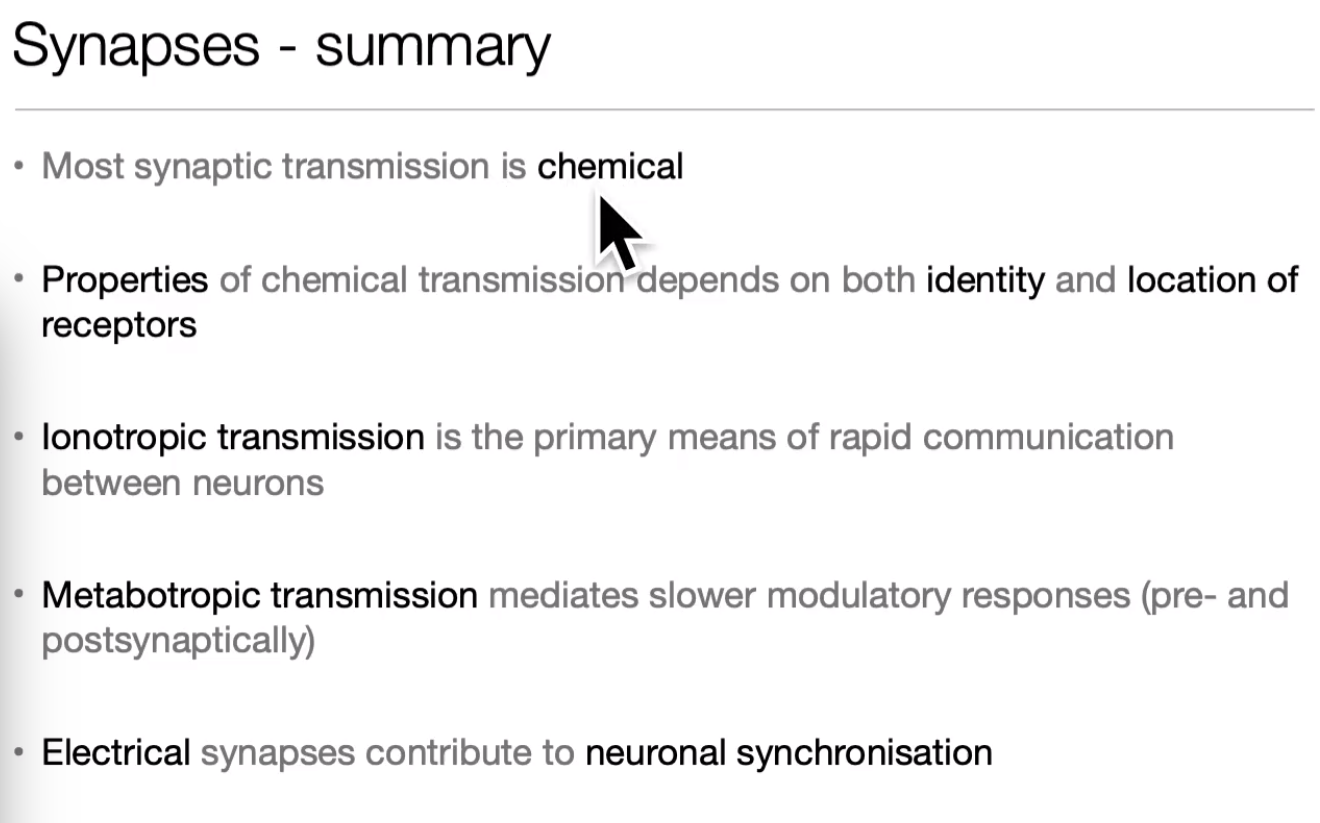 Synapses - summary
• Most synaptic transmission is chemical
• Properties of chemical transmission depends on both identity and location of
receptors
• Ionotropic transmission is the primary means of rapid communication
between neurons
• Metabotropic transmission mediates slower modulatory responses (pre- and
postsynaptically)
• Electrical synapses contribute to neuronal synchronisation